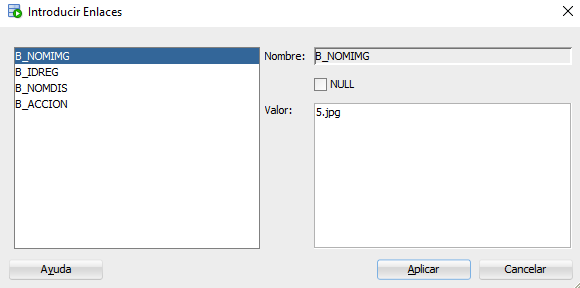 Introducir Enlaces
B_NOMIMG
B_IDREG
B_NOMDIS
B_ACCION
Nombre:
B_NOMIMG
NULL
Valor:
5.jpg
Ayuda
Aplicar
Cancelar